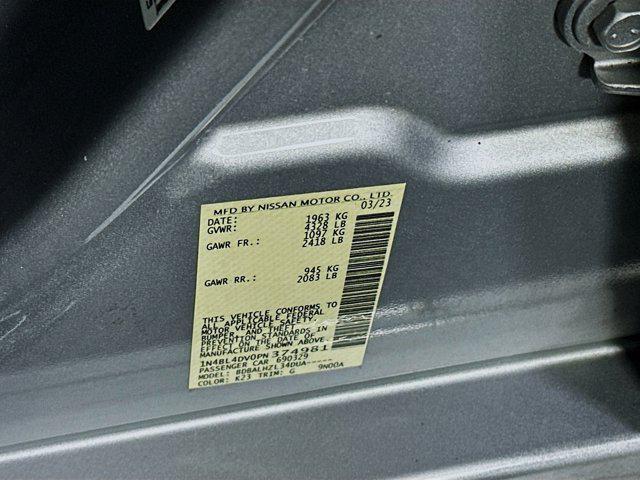 MFD BY NISSAN MOTOR CO., LTD.
DATE: 03/23
GVWR: 1963 KG
4328 LB
GAWR FR.: 1097 KG
2418 LB
GAWR RR.: 945 KG
2083 LB
THIS VEHICLE CONFORMS TO
ALL APPLICABLE FEDERAL
MOTOR VEHICLE SAFETY,
BUMPER, AND THEFT
PREVENTION STANDARDS IN
EFFECT ON THE DATE OF
MANUFACTURE SHOWN ABOVE.
1N4BL4DV0PN374981
PASSENGER CAR 690329
MODEL: BDBALHZL34DUA-----
COLOR: K23 TRIM: G 9N00A